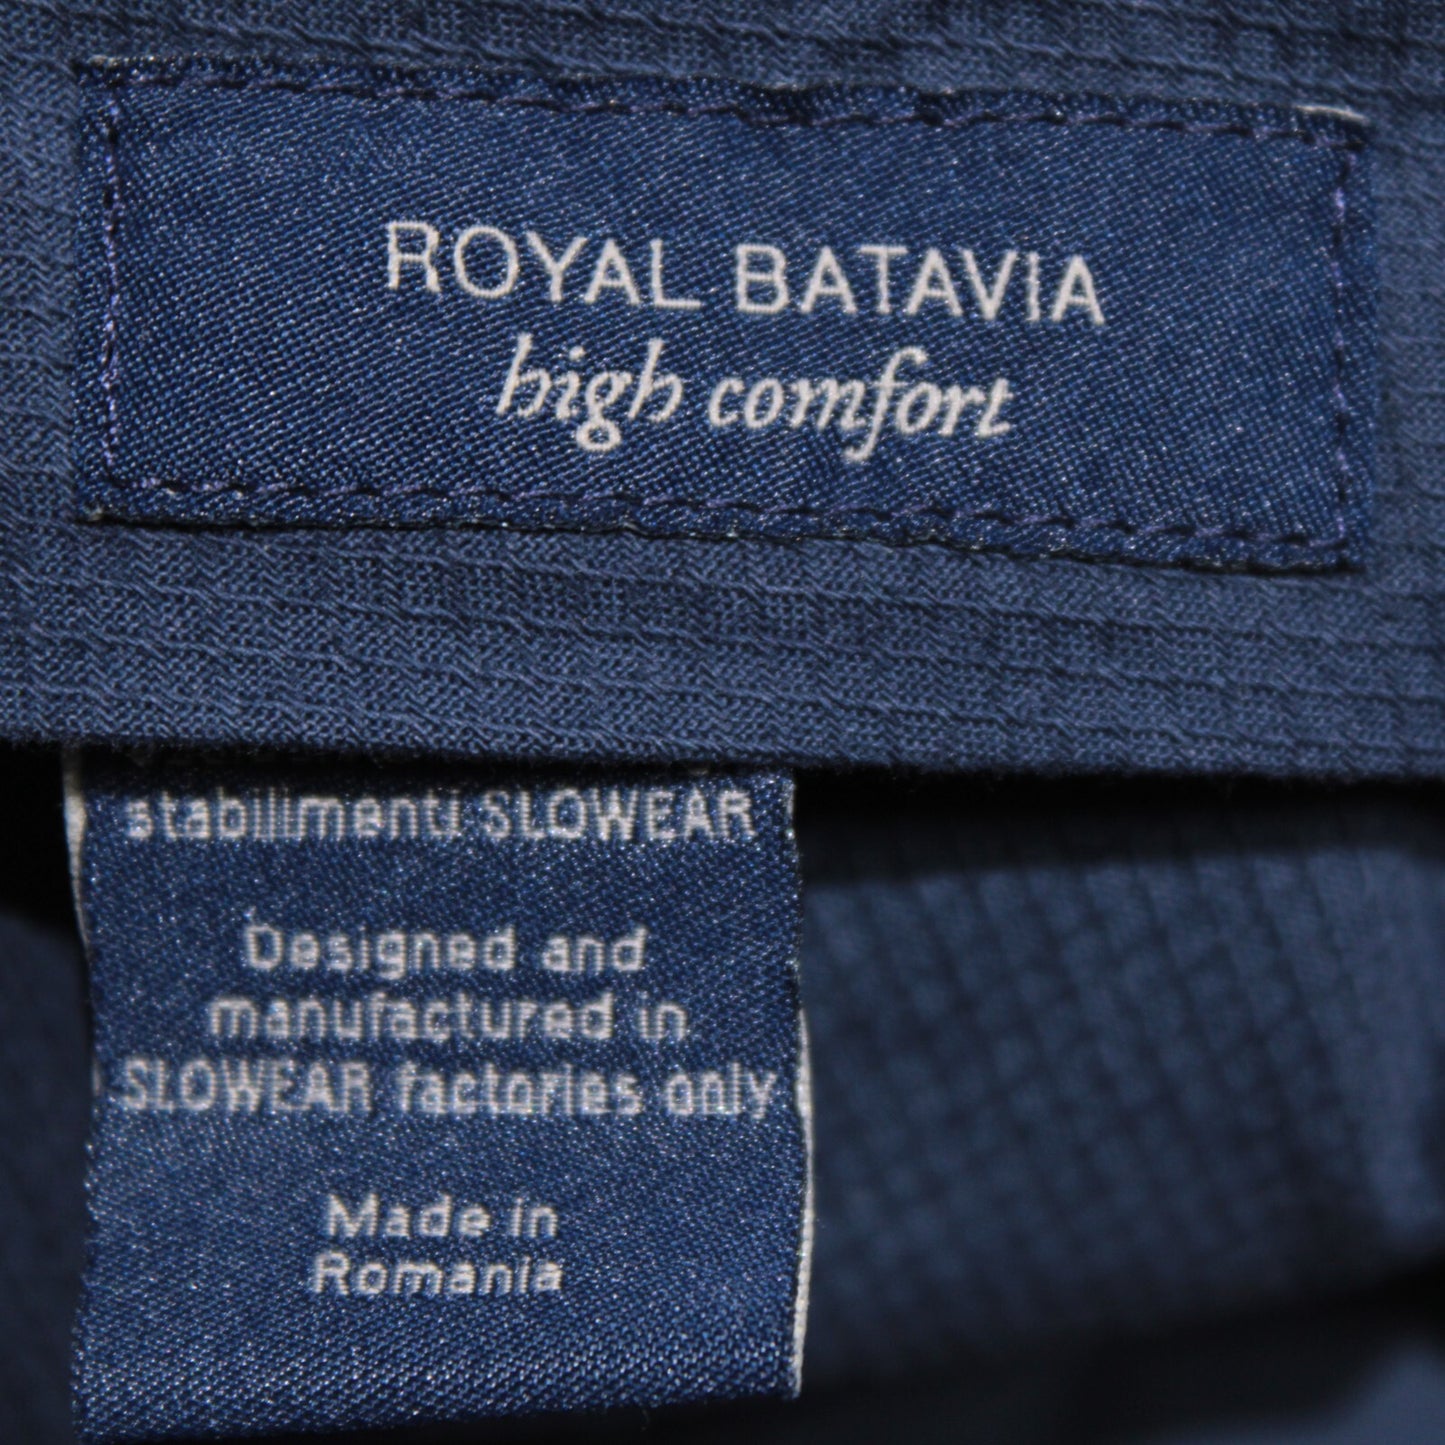 ROYAL BATAVIA
high comfort
stabilimenti SLOWEAR
Designed and
manufactured in
SLOWEAR factories only
Made in
Romania